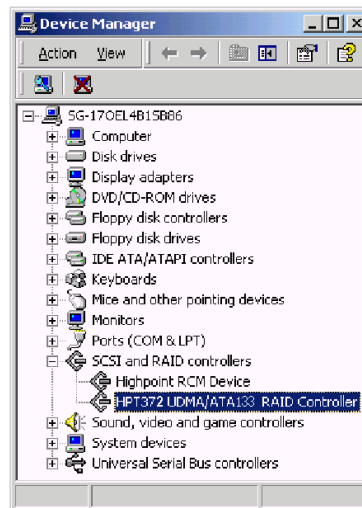 Device Manager
Action View
SG-17OEL4B15B86
Computer
Disk drives
Display adapters
DVD/CD-ROM drives
Floppy disk controllers
Floppy disk drives
IDE ATA/ATAPI controllers
Keyboards
Mice and other pointing devices
Monitors
Ports (COM & LPT)
SCSI and RAID controllers
Highpoint RCM Device
HPT372 UDMA/ATA133 RAID Controller
Sound, video and game controllers
System devices
Universal Serial Bus controllers